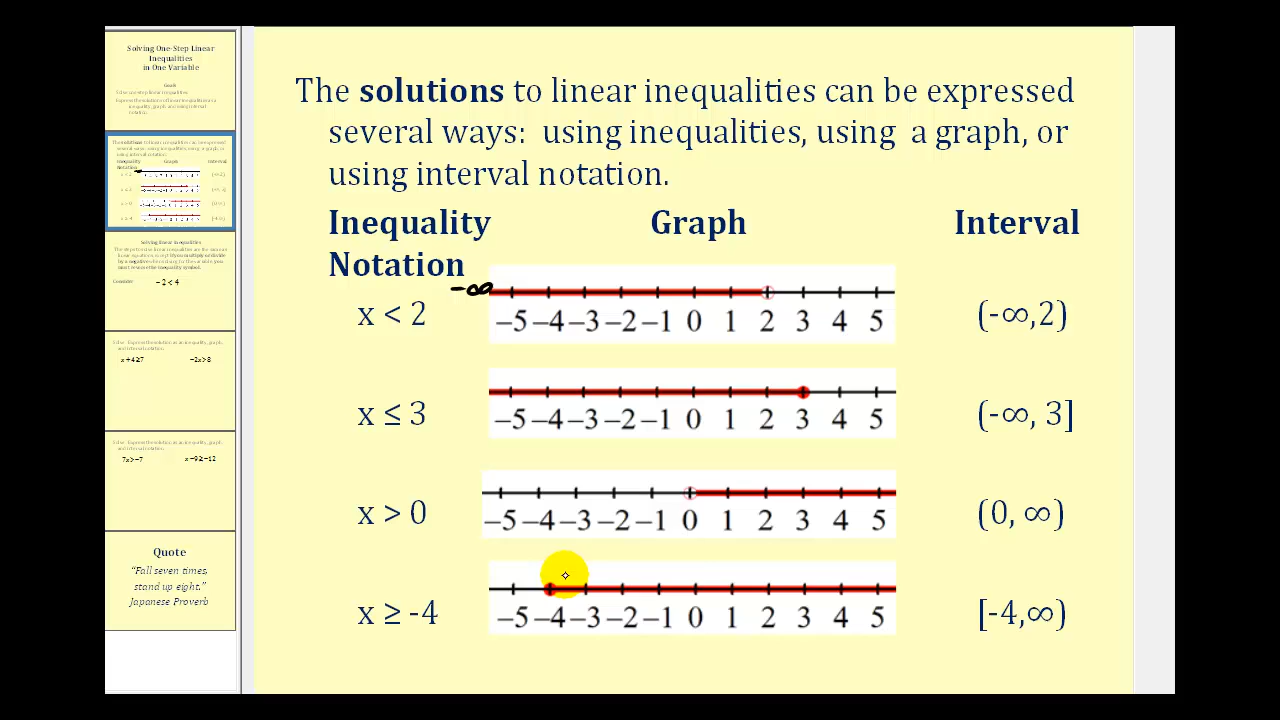 Solving One-Step Linear
Inequalities
in One Variable
Goals
Quote
"Fall seven times,
stand up eight."
Japanese Proverb
The solutions to linear inequalities can be expressed
several ways: using inequalities, using a graph, or
using interval notation.
Inequality Graph Interval
Notation
-∞
x < 2 −5 −4 −3 −2 −1 0 1 2 3 4 5 (-∞,2)
x ≤ 3 −5 −4 −3 −2 −1 0 1 2 3 4 5 (-∞, 3]
x > 0 −5 −4 −3 −2 −1 0 1 2 3 4 5 (0, ∞)
x ≥ -4 −5 −4 −3 −2 −1 0 1 2 3 4 5 [-4,∞)